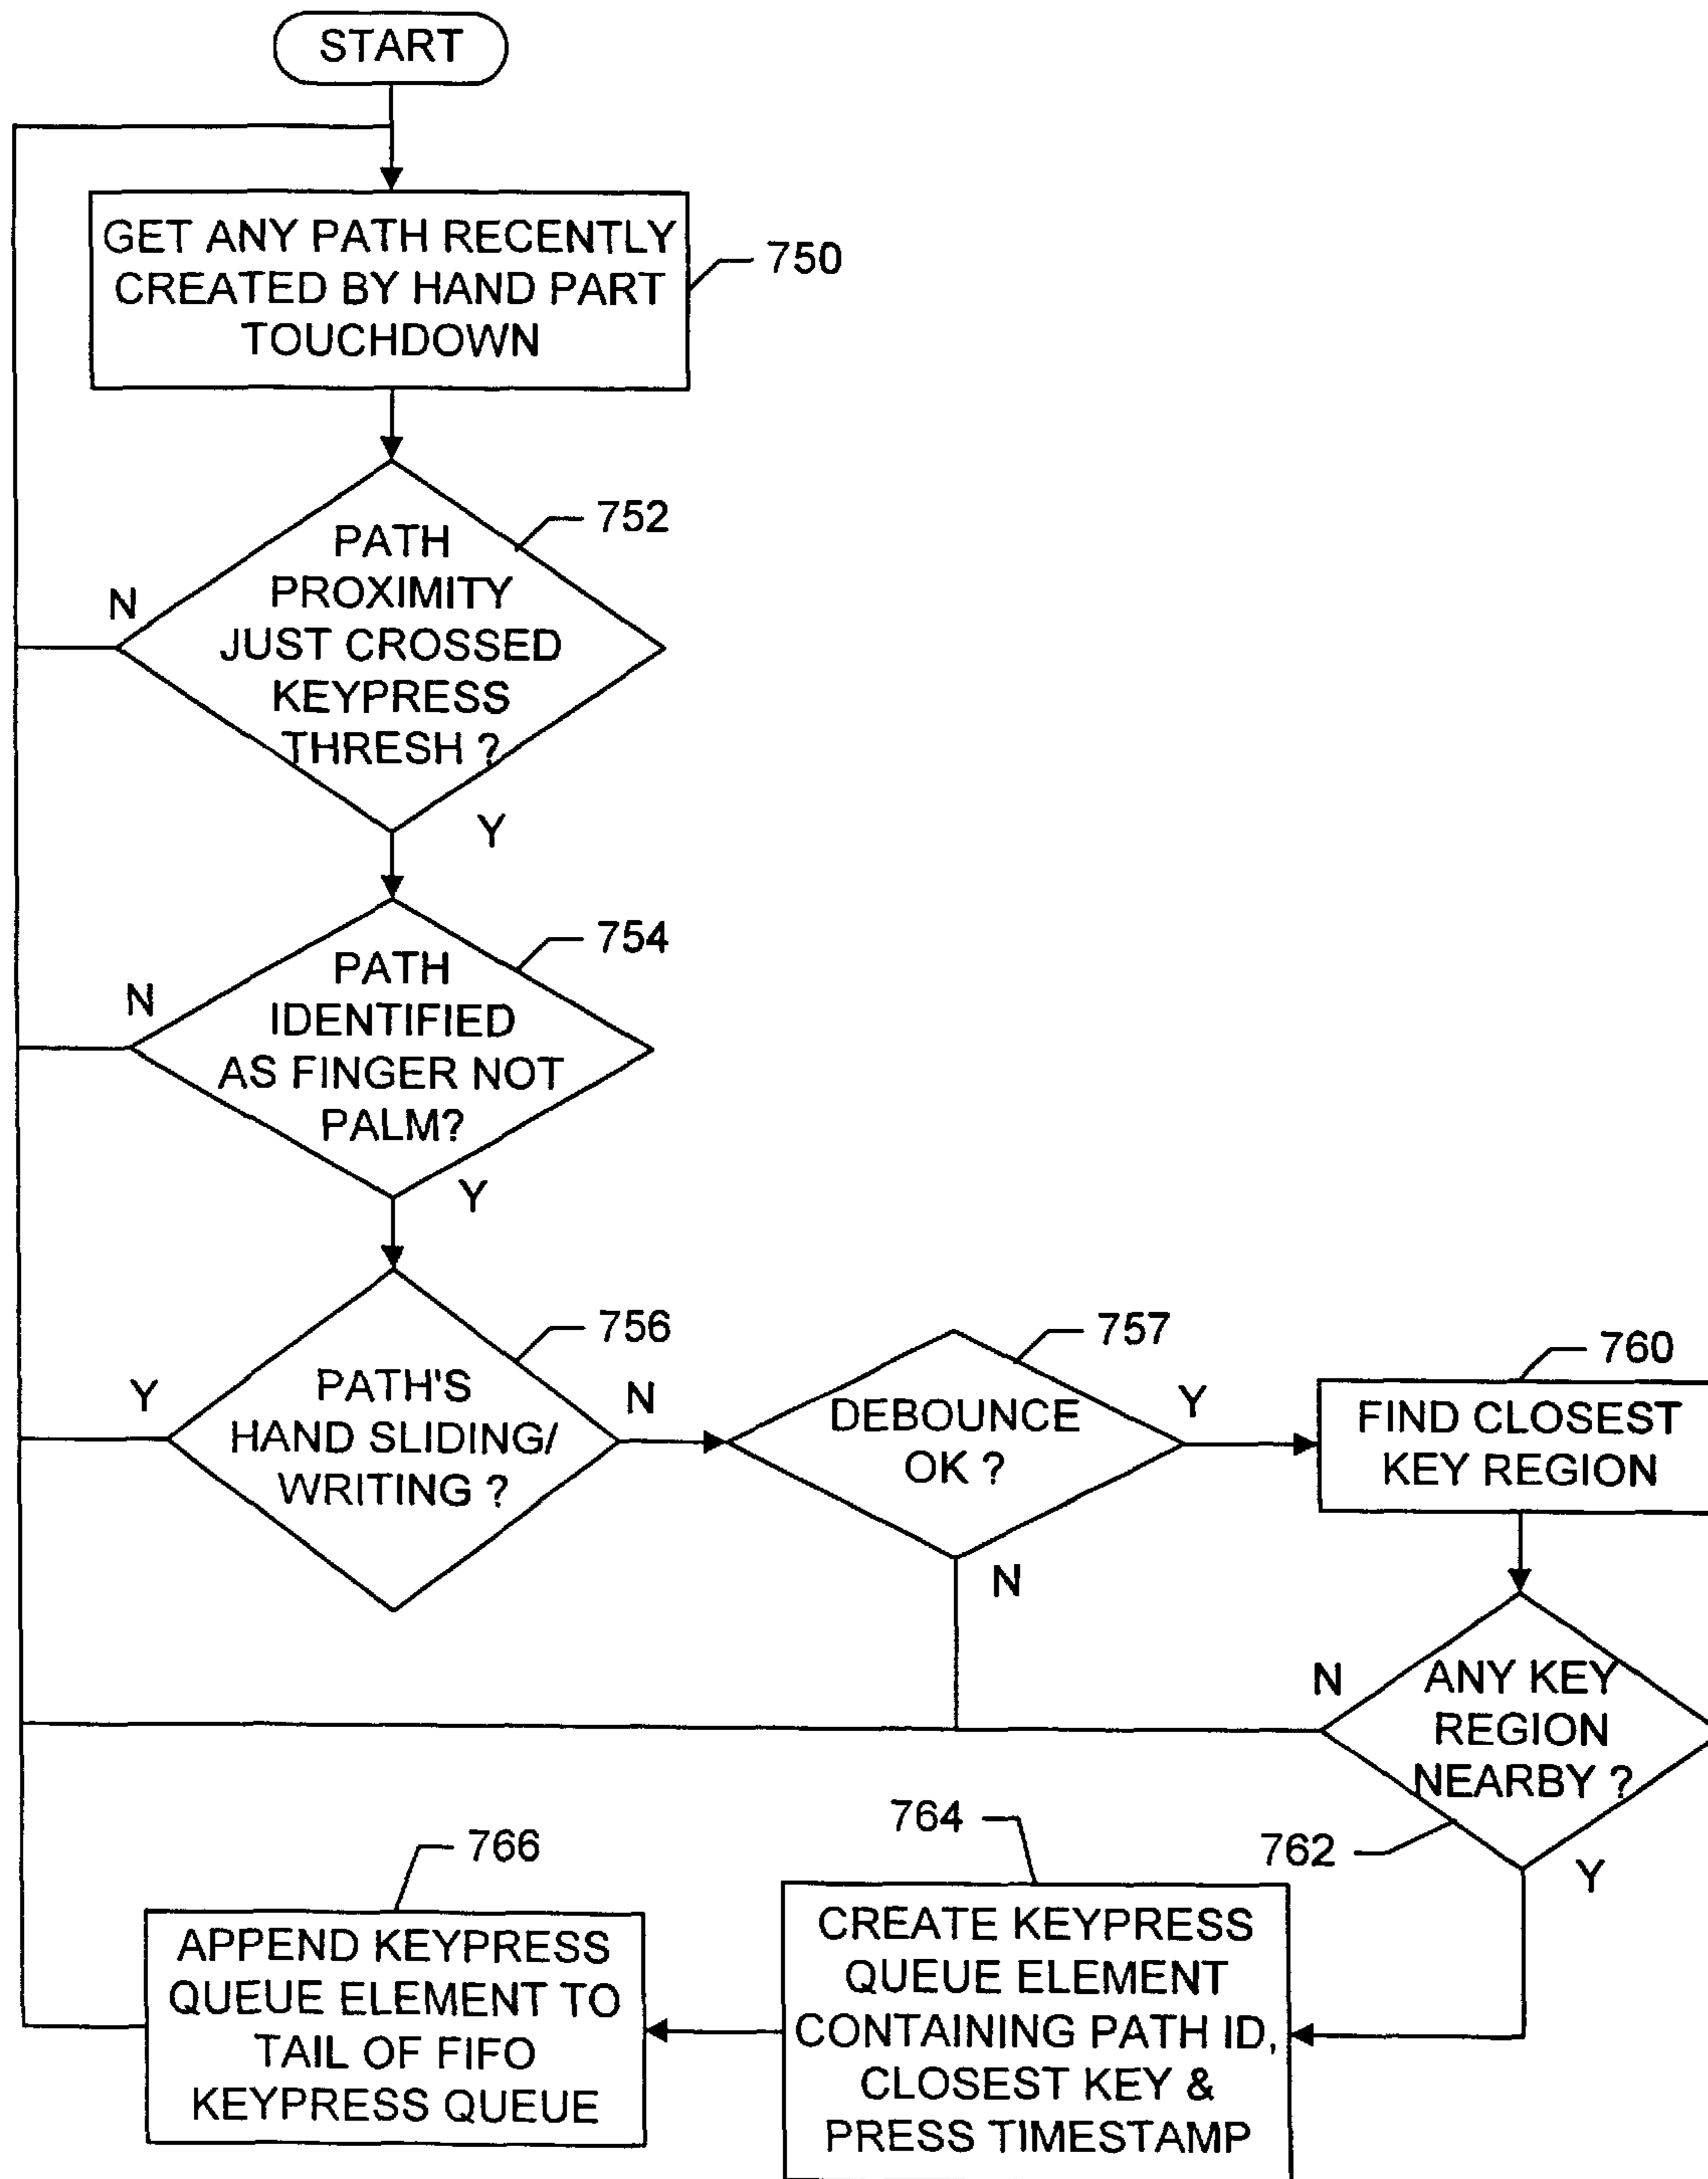 START
GET ANY PATH RECENTLY
CREATED BY HAND PART
TOUCHDOWN
750
PATH
PROXIMITY
JUST CROSSED
KEYPRESS
THRESH ?
752
N
Y
PATH
IDENTIFIED
AS FINGER NOT
PALM?
754
N
Y
PATH'S
HAND SLIDING/
WRITING ?
756
Y
N
DEBOUNCE
OK ?
757
Y
N
FIND CLOSEST
KEY REGION
760
ANY KEY
REGION
NEARBY ?
762
N
Y
CREATE KEYPRESS
QUEUE ELEMENT
CONTAINING PATH ID,
CLOSEST KEY &
PRESS TIMESTAMP
764
APPEND KEYPRESS
QUEUE ELEMENT TO
TAIL OF FIFO
KEYPRESS QUEUE
766